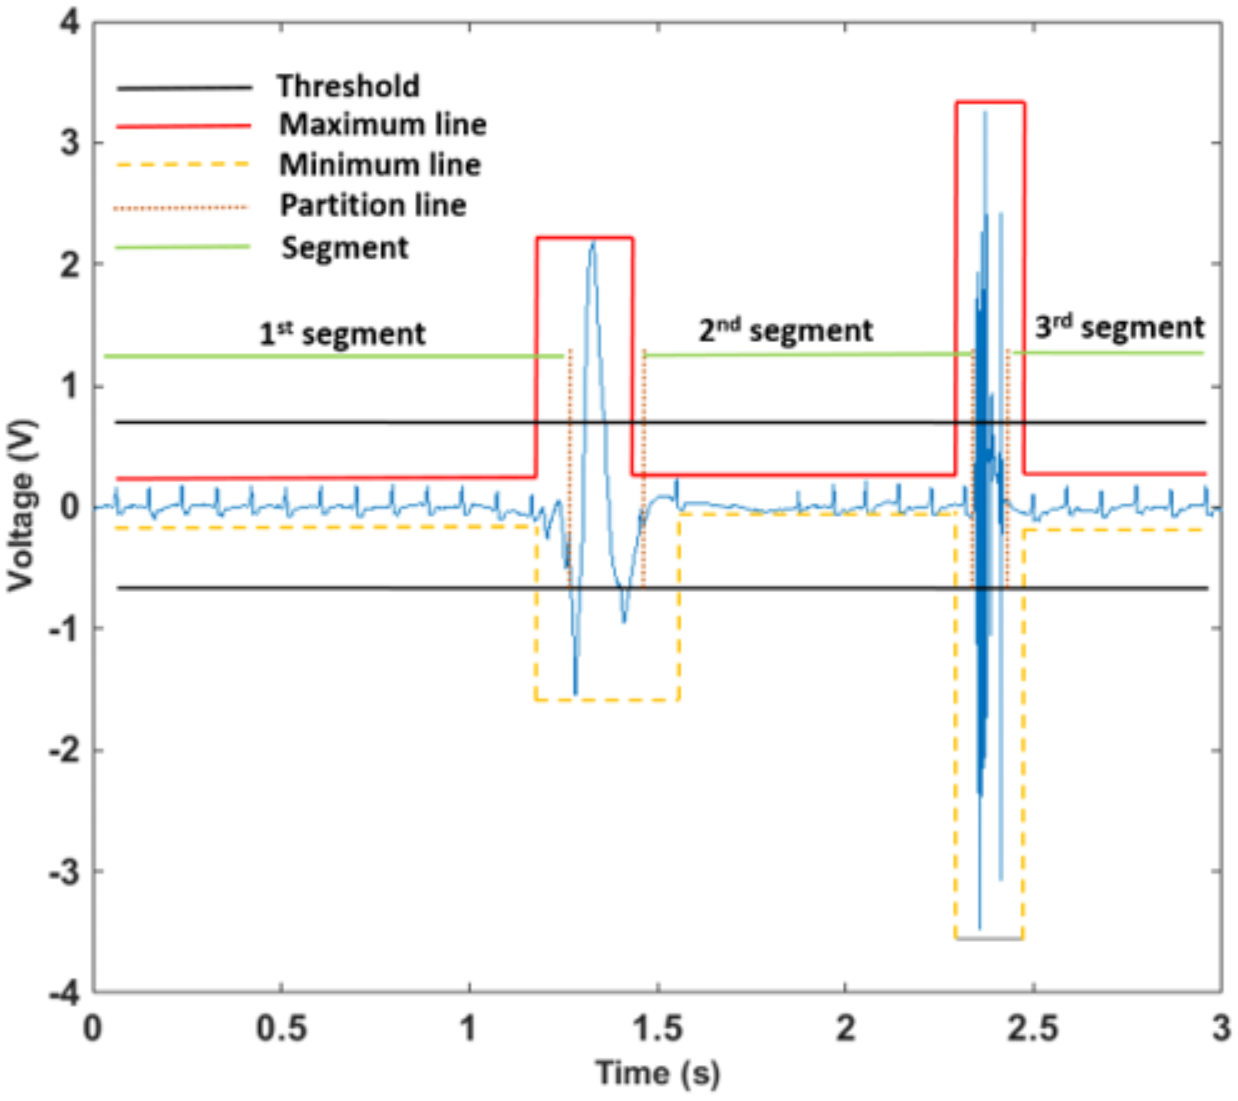 4
3
2
1
0
-1
-2
-3
-4
Voltage (V)
Threshold
Maximum line
Minimum line
Partition line
Segment
1st segment
2nd segment
3rd segment
0 0.5 1 1.5 2 2.5 3
Time (s)